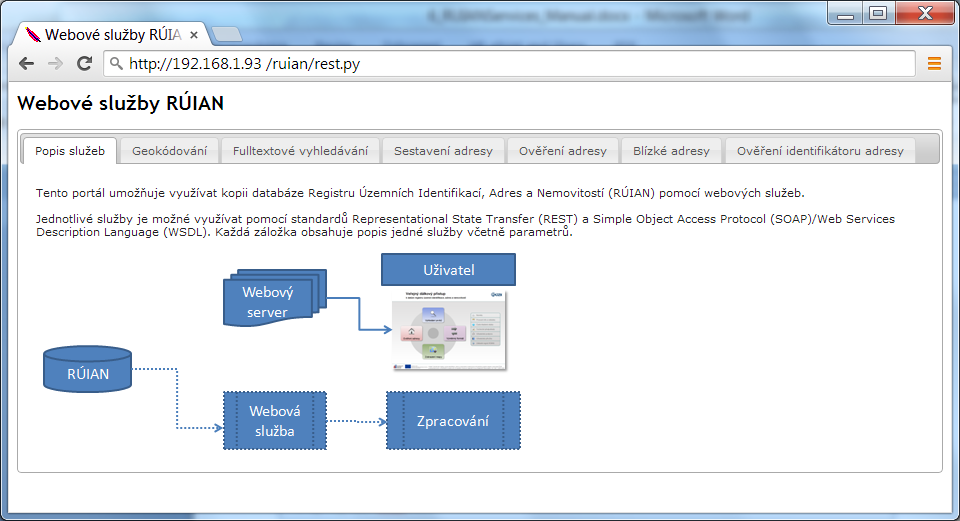 Webové služby RÚIA
http://192.168.1.93 /ruian/rest.py
Webové služby RÚIAN
Popis služeb
Geokódování
Fulltextové vyhledávání
Sestavení adresy
Ověření adresy
Blízké adresy
Ověření identifikátoru adresy
Tento portál umožňuje využívat kopii databáze Registru Územních Identifikací, Adres a Nemovitostí (RÚIAN) pomocí webových služeb.
Jednotlivé služby je možné využívat pomocí standardů Representational State Transfer (REST) a Simple Object Access Protocol (SOAP)/Web Services
Description Language (WSDL). Každá záložka obsahuje popis jedné služby včetně parametrů.
Webový
server
Uživatel
Veřejný dálkový přístup
RÚIAN
Webová
služba
Zpracování